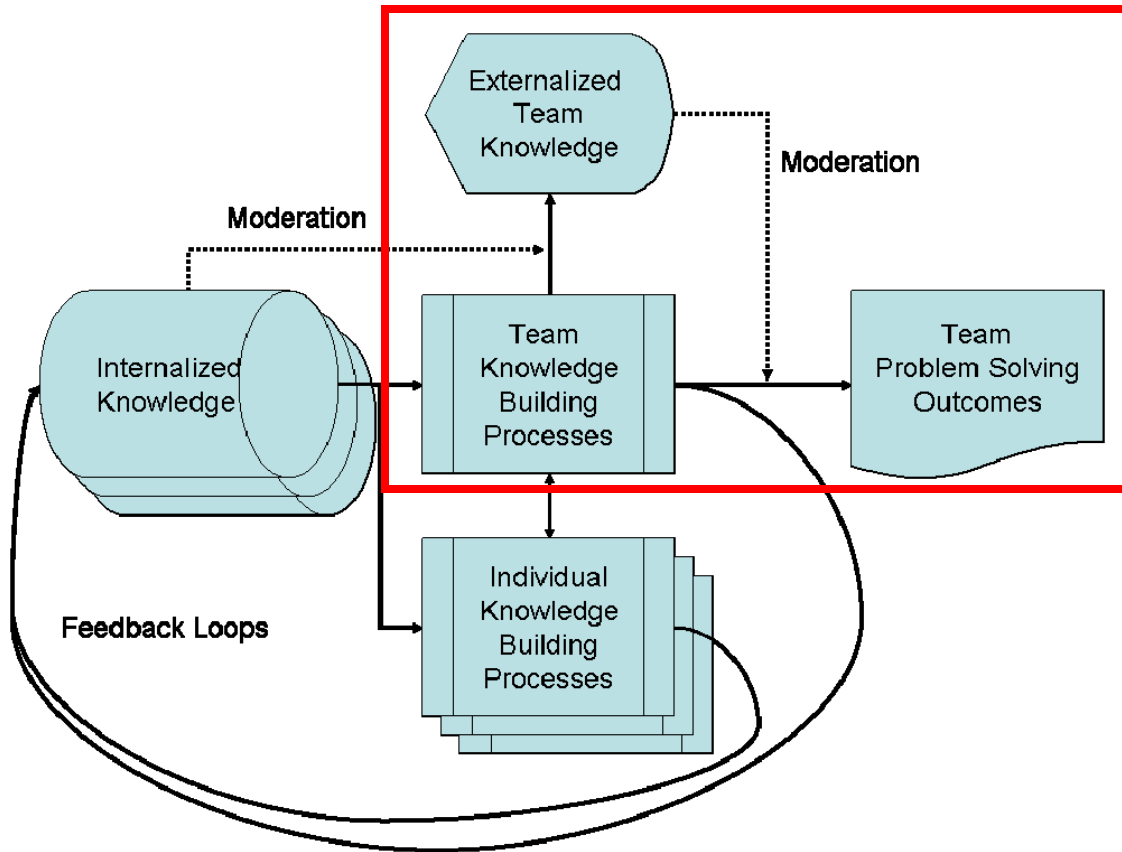 Externalized
Team
Knowledge
Moderation
Moderation
Internalized
Knowledge
Team
Knowledge
Building
Processes
Team
Problem Solving
Outcomes
Individual
Knowledge
Building
Processes
Feedback Loops